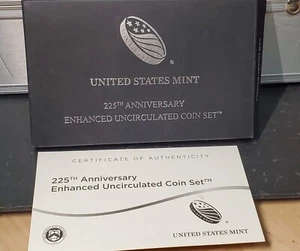 UNITED STATES MINT
225TH ANNIVERSARY
ENHANCED UNCIRCULATED COIN SET™
CERTIFICATE OF AUTHENTICITY
225TH Anniversary
Enhanced Uncirculated Coin Set™
UNITED STATES MINT